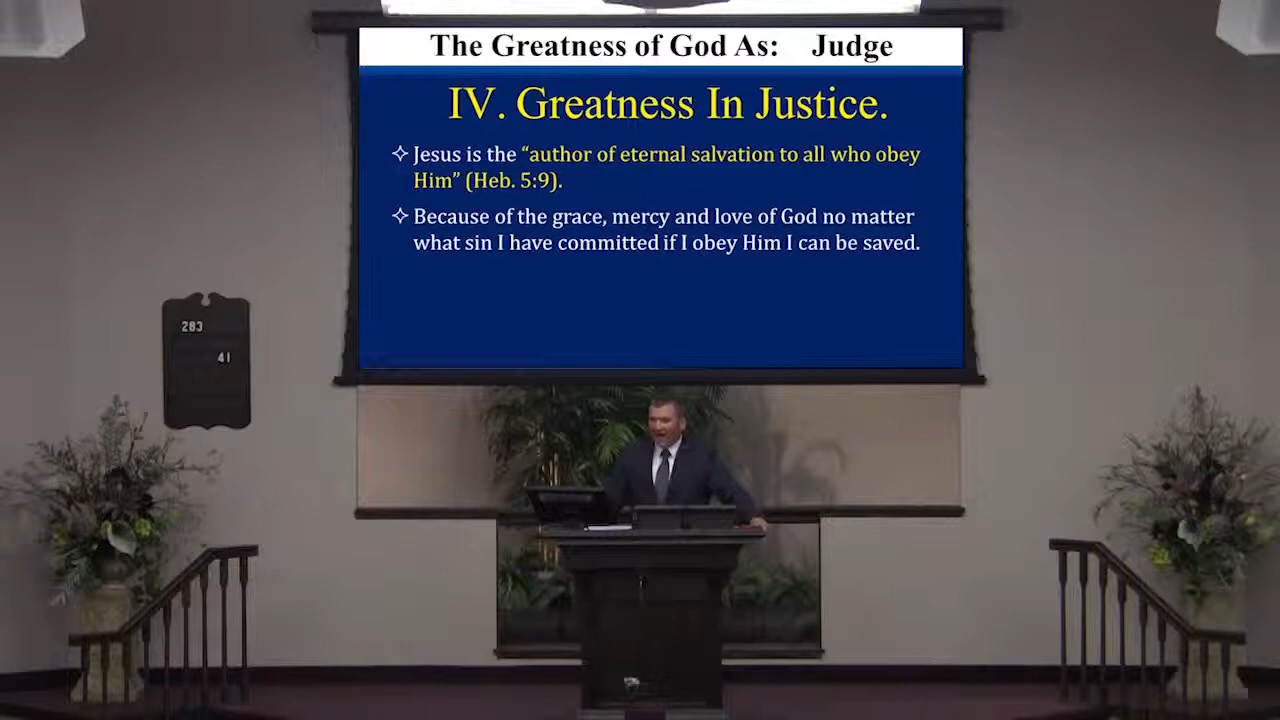 The Greatness of God As: Judge
IV. Greatness In Justice.
✧ Jesus is the “author of eternal salvation to all who obey
Him” (Heb. 5:9).
✧ Because of the grace, mercy and love of God no matter
what sin I have committed if I obey Him I can be saved.
283
41